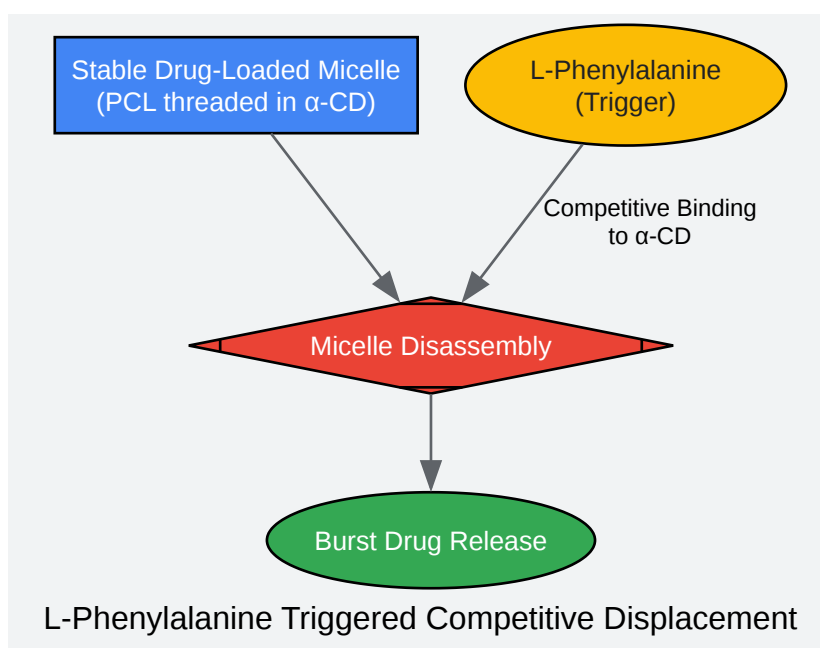 Stable Drug-Loaded Micelle
(PCL threaded in α-CD)
L-Phenylalanine
(Trigger)
Competitive Binding
to α-CD
Micelle Disassembly
Burst Drug Release
L-Phenylalanine Triggered Competitive Displacement